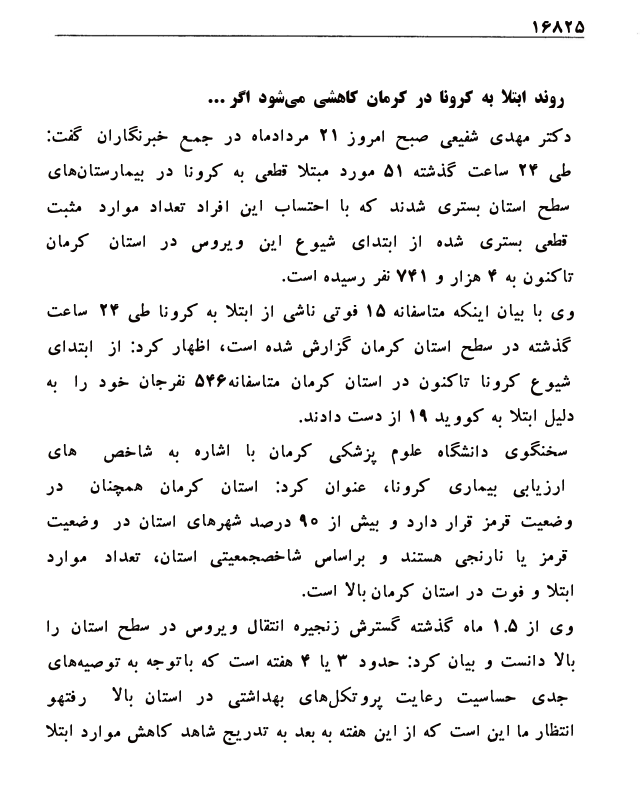 ۱۶۸۲۵
روند ابتلا به کرونا در کرمان کاهشی می‌شود اگر ...
دکتر مهدی شفیعی صبح امروز ۲۱ مردادماه در جمع خبرنگاران گفت:
طی ۲۴ ساعت گذشته ۵۱ مورد مبتلا قطعی به کرونا در بیمارستان‌های
سطح استان بستری شدند که با احتساب این افراد تعداد موارد مثبت
قطعی بستری شده از ابتدای شیوع این ویروس در استان کرمان
تاکنون به ۴ هزار و ۷۴۱ نفر رسیده است.
وی با بیان اینکه متاسفانه ۱۵ فوتی ناشی از ابتلا به کرونا طی ۲۴ ساعت
گذشته در سطح استان کرمان گزارش شده است، اظهار کرد: از ابتدای
شیوع کرونا تاکنون در استان کرمان متاسفانه۵۴۶ نفرجان خود را به
دلیل ابتلا به کووید ۱۹ از دست دادند.
سخنگوی دانشگاه علوم پزشکی کرمان با اشاره به شاخص های
ارزیابی بیماری کرونا، عنوان کرد: استان کرمان همچنان در
وضعیت قرمز قرار دارد و بیش از ۹۰ درصد شهرهای استان در وضعیت
قرمز یا نارنجی هستند و براساس شاخصجمعیتی استان، تعداد موارد
ابتلا و فوت در استان کرمان بالا است.
وی از ۱.۵ ماه گذشته گسترش زنجیره انتقال ویروس در سطح استان را
بالا دانست و بیان کرد: حدود ۳ یا ۴ هفته است که باتوجه به توصیه‌های
جدی حساسیت رعایت پروتکل‌های بهداشتی در استان بالا رفتهو
انتظار ما این است که از این هفته به بعد به تدریج شاهد کاهش موارد ابتلا